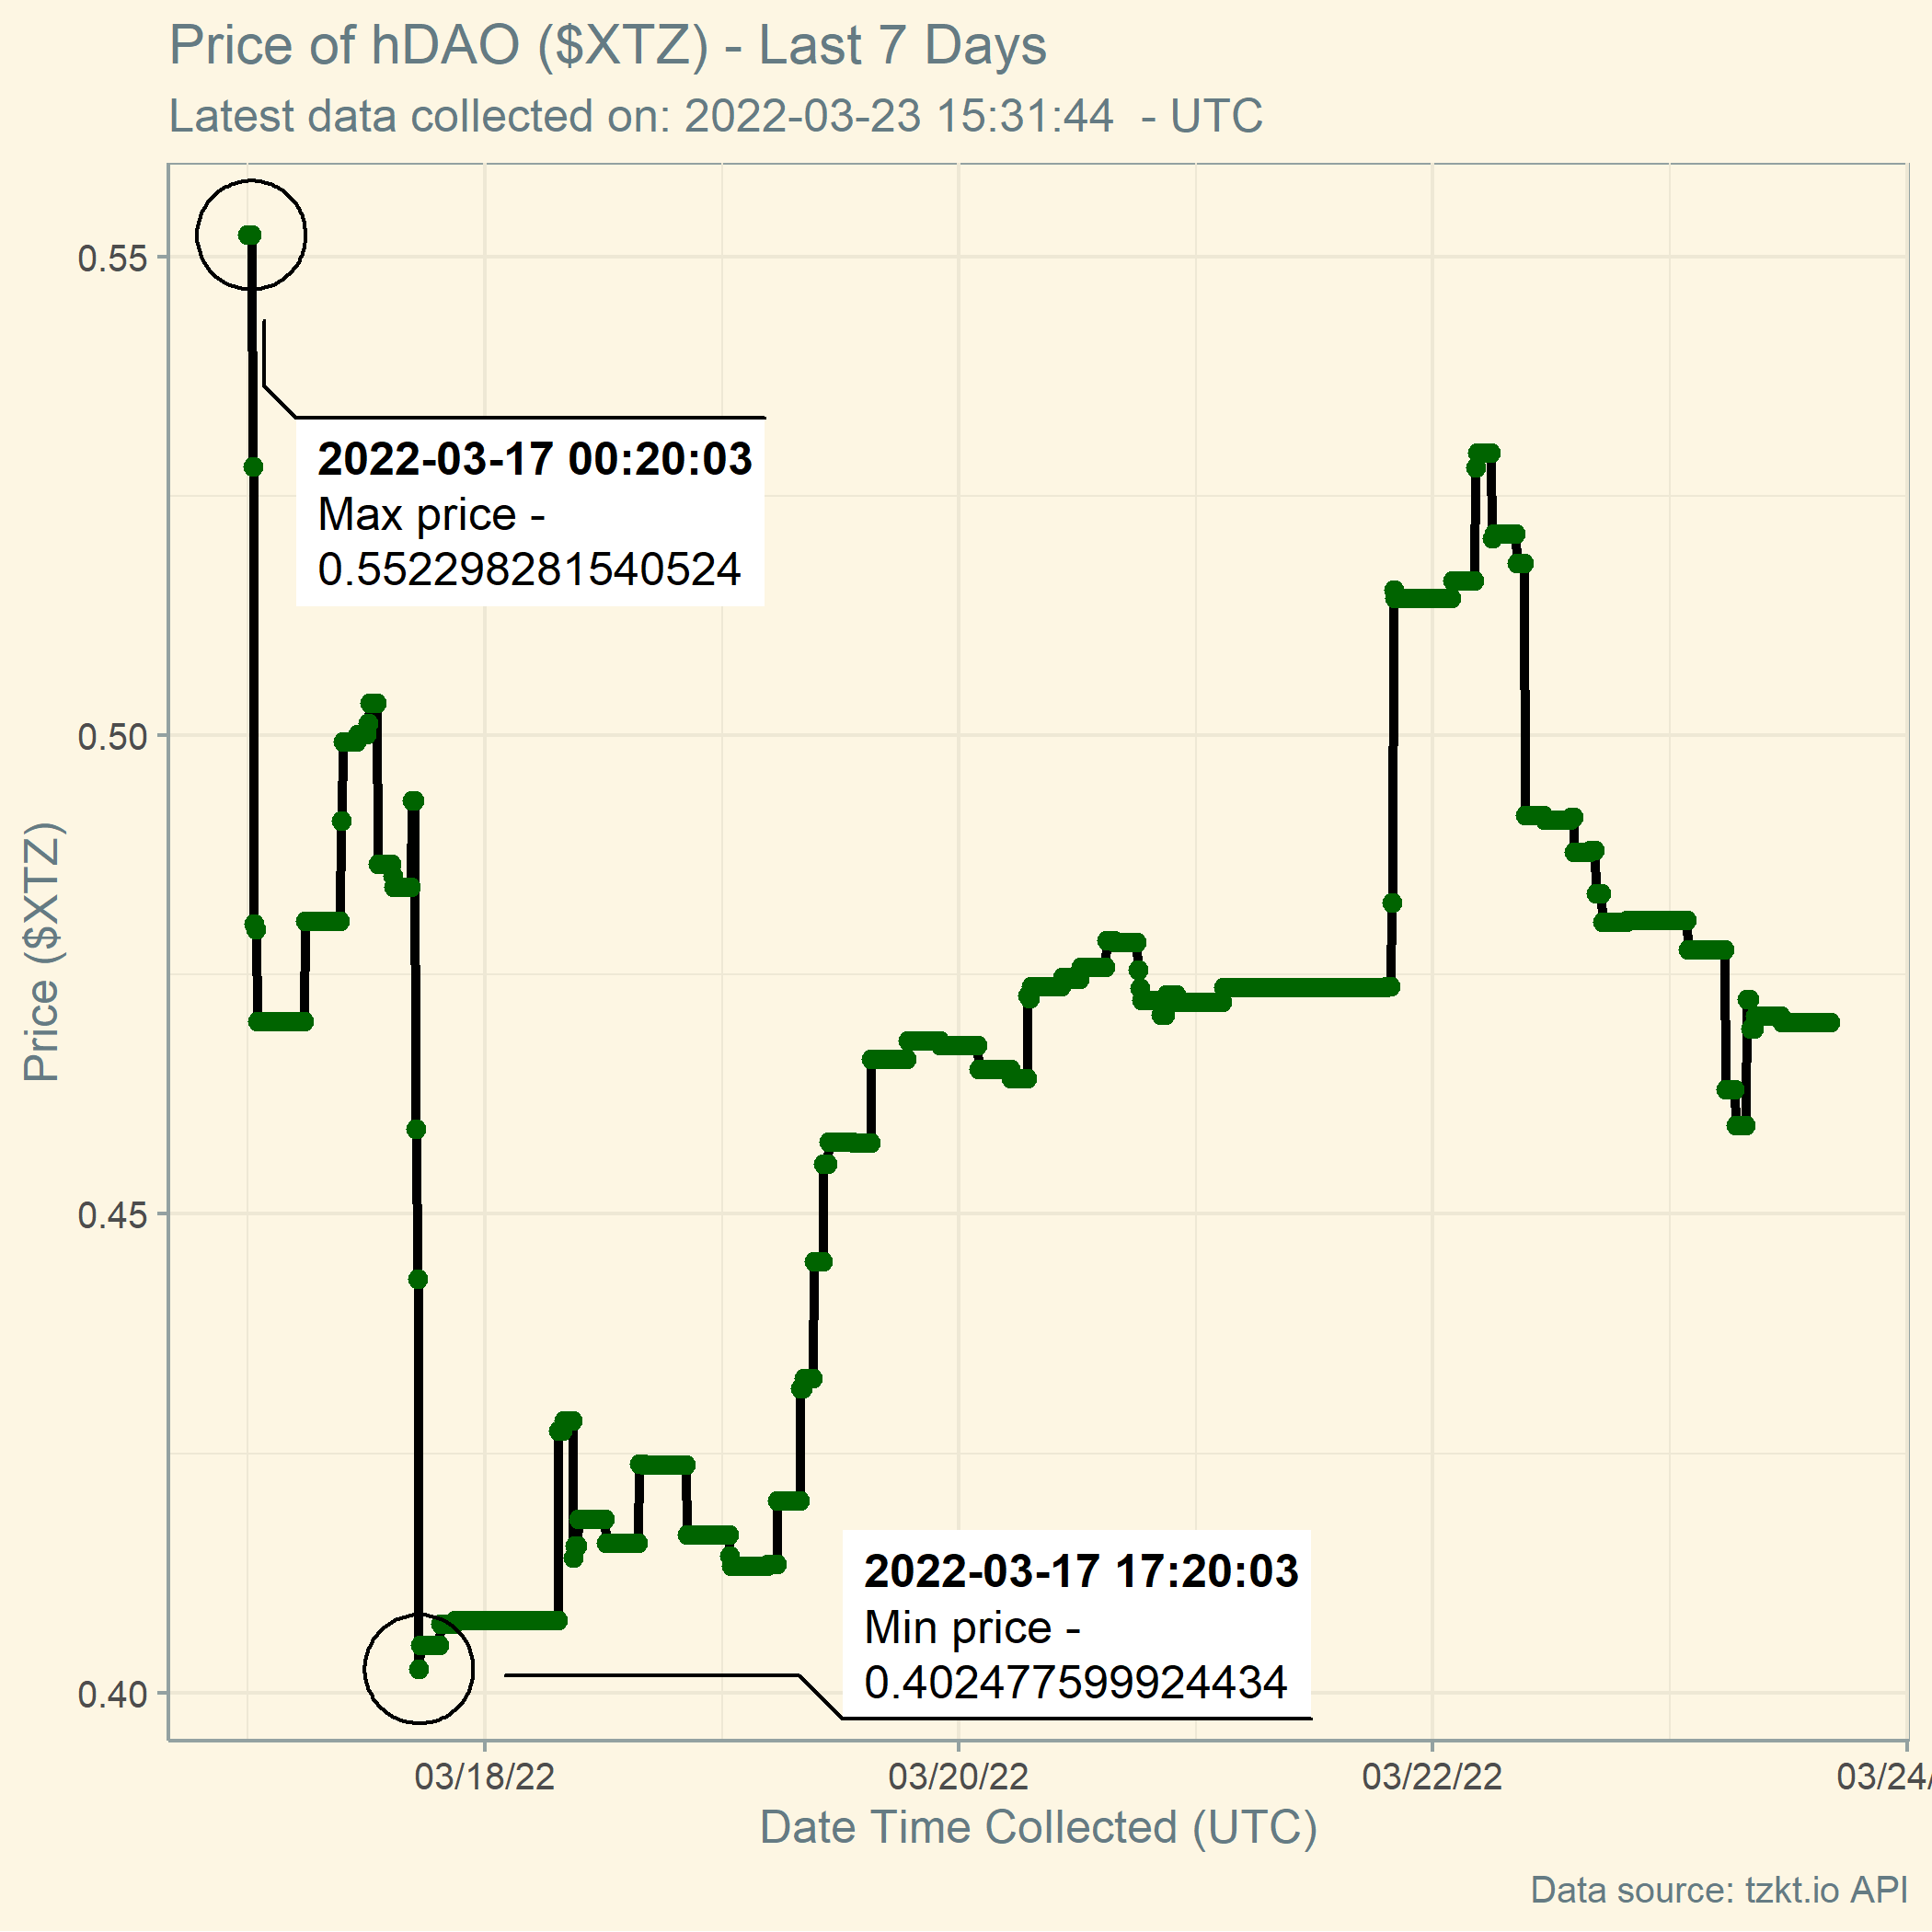 Price of hDAO ($XTZ) - Last 7 Days
Latest data collected on: 2022-03-23 15:31:44  - UTC
0.55
2022-03-17 00:20:03
Max price -
0.552298281540524
0.50
Price ($XTZ)
0.45
2022-03-17 17:20:03
Min price -
0.402477599924434
0.40
03/18/22
03/20/22
03/22/22
03/24/
Date Time Collected (UTC)
Data source: tzkt.io API